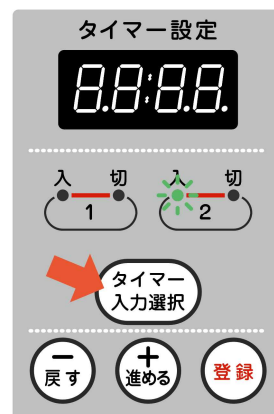 タイマー設定
8.8:8.8.
入 切 入 切
1 2
タイマー
入力選択
− ＋ 登録
戻す 進める